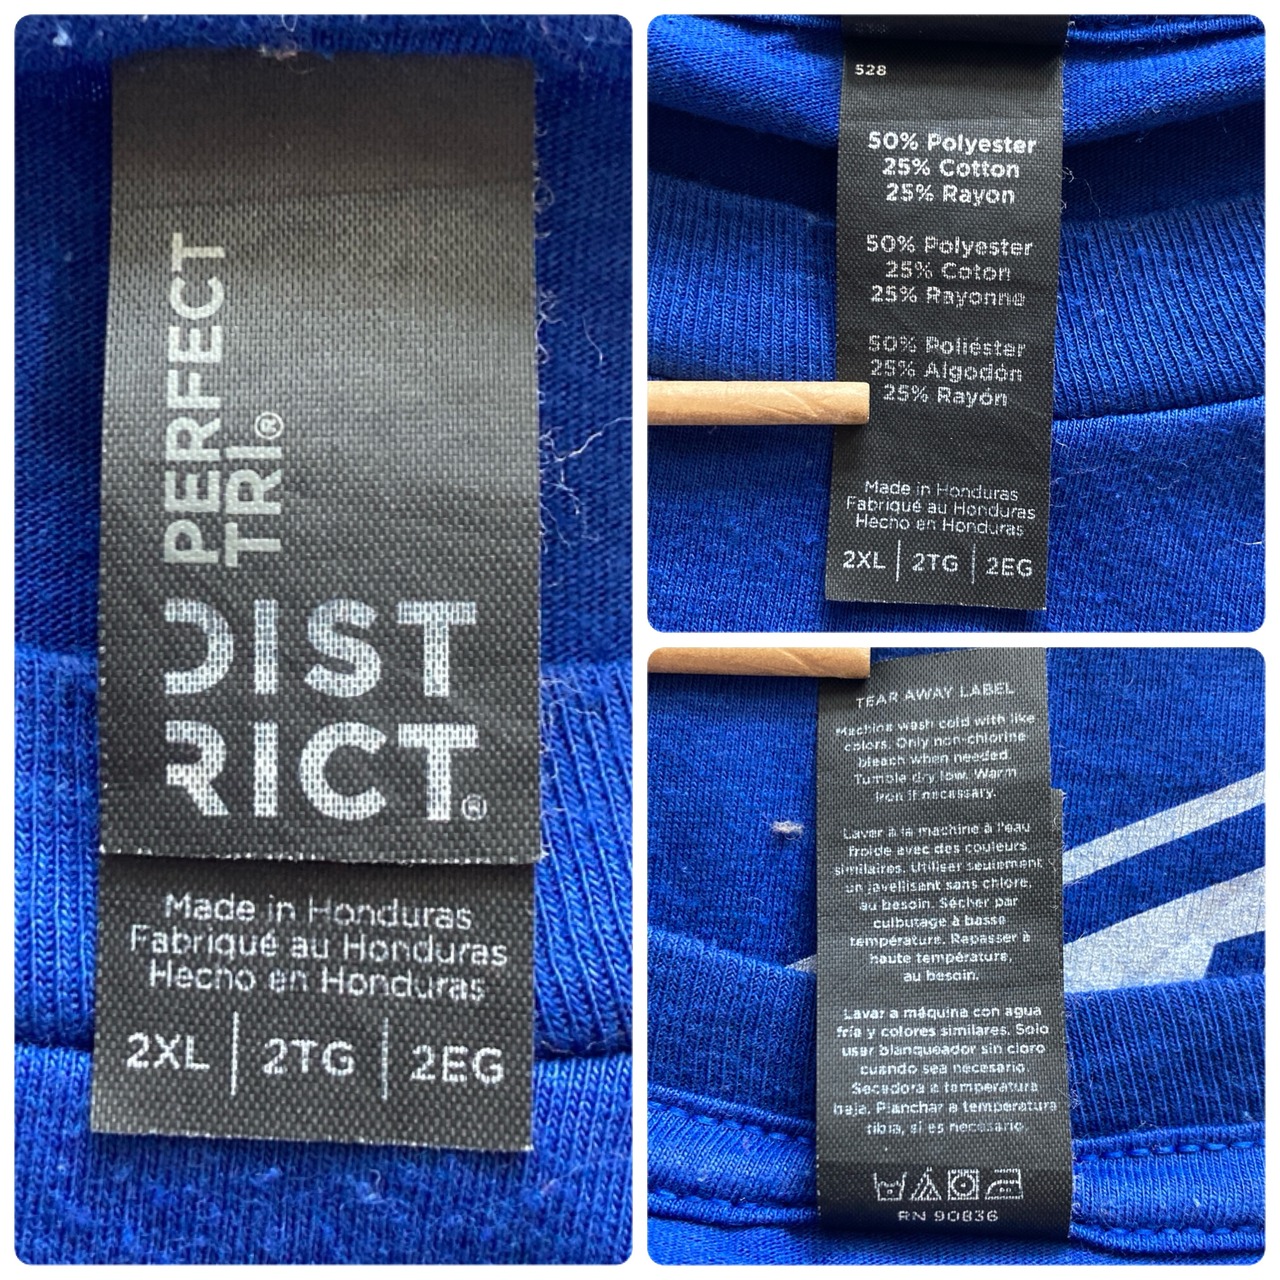 PERFECT
TRI®
DIST
RICT®
Made in Honduras
Fabriqué au Honduras
Hecho en Honduras
2XL | 2TG | 2EG
528
50% Polyester
25% Cotton
25% Rayon
50% Polyester
25% Coton
25% Rayonne
50% Poliéster
25% Algodón
25% Rayón
Made in Honduras
Fabriqué au Honduras
Hecho en Honduras
2XL | 2TG | 2EG
TEAR AWAY LABEL
Machine wash cold with like
colors. Only non-chlorine
bleach when needed.
Tumble dry low. Warm
iron if necessary.
Laver à la machine à l'eau
froide avec des couleurs
similaires. Utiliser seulement
un javellisant sans chlore,
au besoin. Sécher par
culbutage à basse
température. Repasser à
haute température,
au besoin.
Lavar a máquina con agua
fría y colores similares. Solo
usar blanqueador sin cloro
cuando sea necesario.
Secadora a temperatura
baja. Planchar a temperatura
tibia, si es necesario.
RN 90836